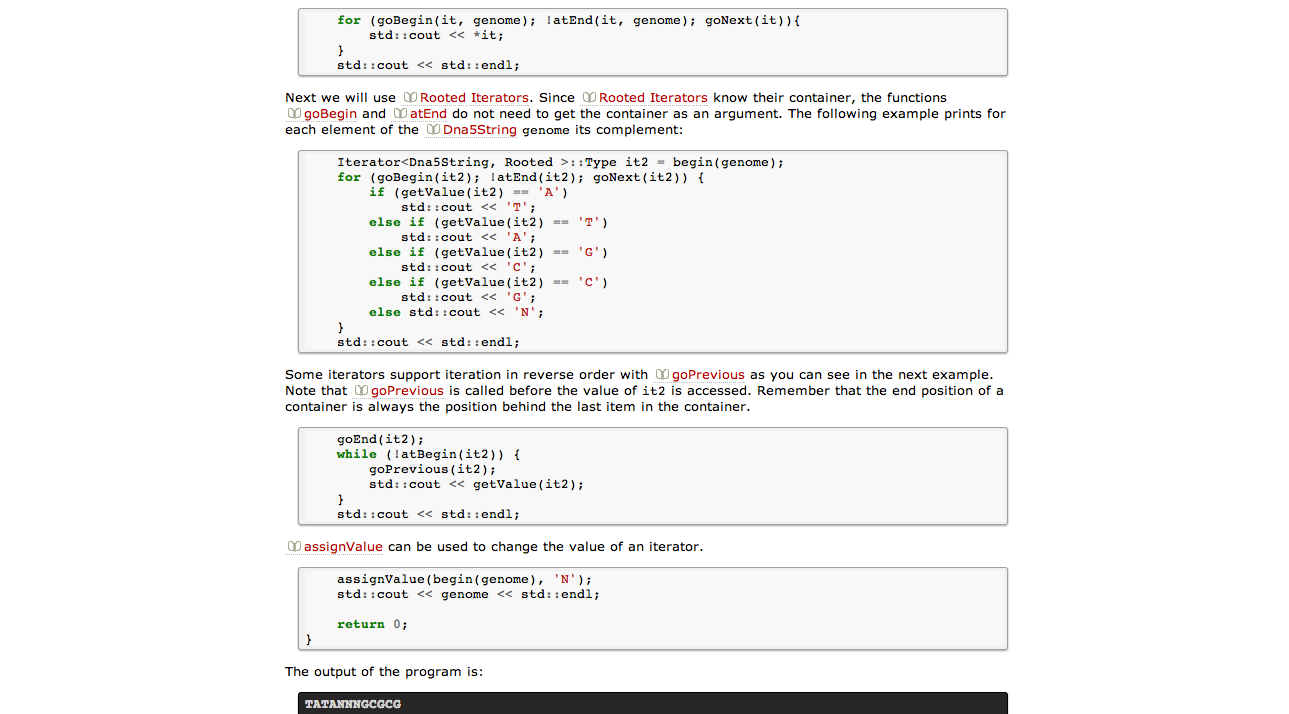 for (goBegin(it, genome); !atEnd(it, genome); goNext(it)){
std::cout << *it;
}
std::cout << std::endl;
Next we will use Rooted Iterators. Since Rooted Iterators know their container, the functions
goBegin and atEnd do not need to get the container as an argument. The following example prints for
each element of the Dna5String genome its complement:
Iterator<Dna5String, Rooted >::Type it2 = begin(genome);
for (goBegin(it2); !atEnd(it2); goNext(it2)) {
if (getValue(it2) == 'A')
std::cout << 'T';
else if (getValue(it2) == 'T')
std::cout << 'A';
else if (getValue(it2) == 'G')
std::cout << 'C';
else if (getValue(it2) == 'C')
std::cout << 'G';
else std::cout << 'N';
}
std::cout << std::endl;
Some iterators support iteration in reverse order with goPrevious as you can see in the next example.
Note that goPrevious is called before the value of it2 is accessed. Remember that the end position of a
container is always the position behind the last item in the container.
goEnd(it2);
while (!atBegin(it2)) {
goPrevious(it2);
std::cout << getValue(it2);
}
std::cout << std::endl;
assignValue can be used to change the value of an iterator.
assignValue(begin(genome), 'N');
std::cout << genome << std::endl;
return 0;
}
The output of the program is:
TATANNNGCGCG